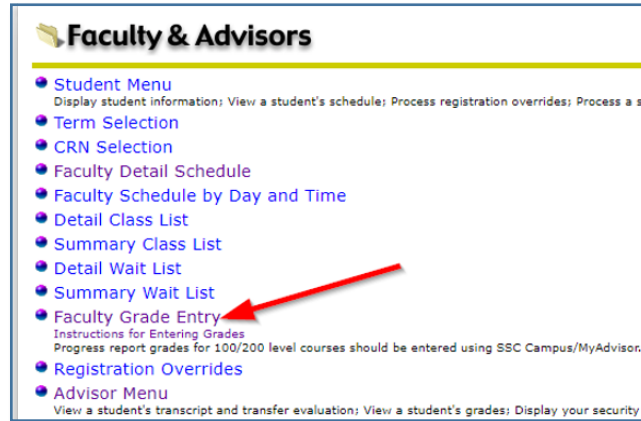 Faculty & Advisors
Student Menu
Display student information; View a student's schedule; Process registration overrides; Process a s
Term Selection
CRN Selection
Faculty Detail Schedule
Faculty Schedule by Day and Time
Detail Class List
Summary Class List
Detail Wait List
Summary Wait List
Faculty Grade Entry
Instructions for Entering Grades
Progress report grades for 100/200 level courses should be entered using SSC Campus/MyAdvisor.
Registration Overrides
Advisor Menu
View a student's transcript and transfer evaluation; View a student's grades; Display your security